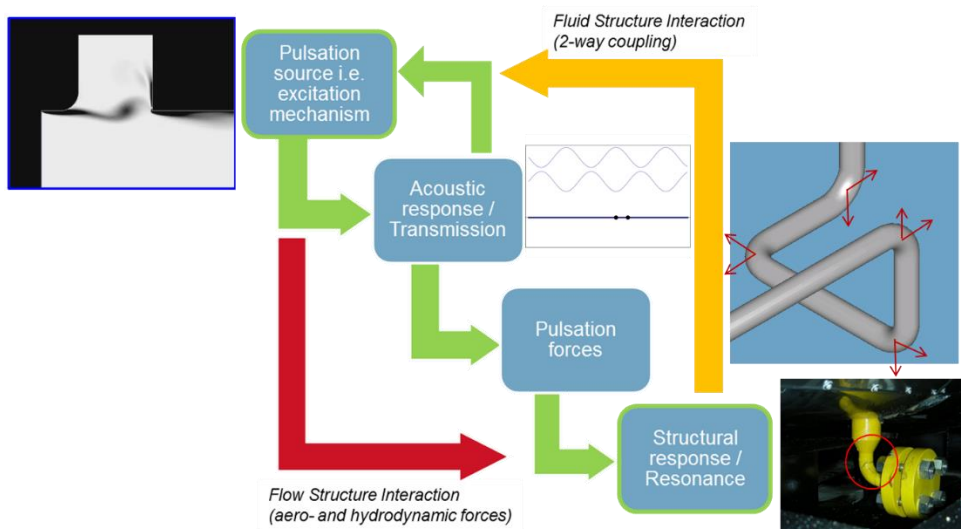 Fluid Structure Interaction
(2-way coupling)
Pulsation
source i.e.
excitation
mechanism
Acoustic
response /
Transmission
Pulsation
forces
Structural
response /
Resonance
Flow Structure Interaction
(aero- and hydrodynamic forces)